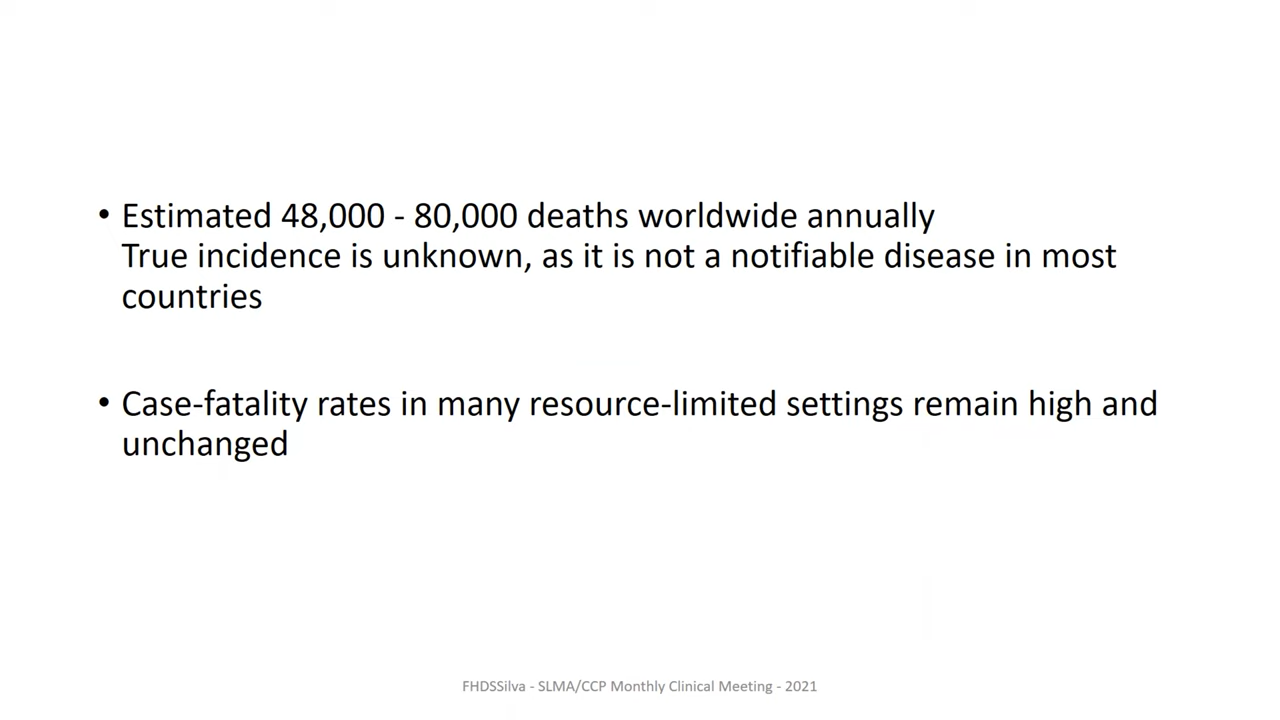 • Estimated 48,000 - 80,000 deaths worldwide annually
True incidence is unknown, as it is not a notifiable disease in most
countries
• Case-fatality rates in many resource-limited settings remain high and
unchanged
FHDSSilva - SLMA/CCP Monthly Clinical Meeting - 2021